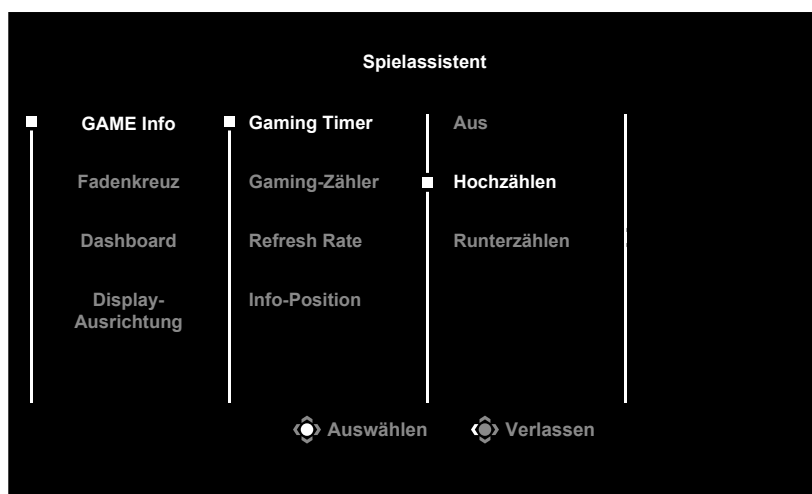 Spielassistent
GAME Info
Gaming Timer
Aus
Fadenkreuz
Gaming-Zähler
Hochzählen
Dashboard
Refresh Rate
Runterzählen
Display-
Ausrichtung
Info-Position
Auswählen
Verlassen